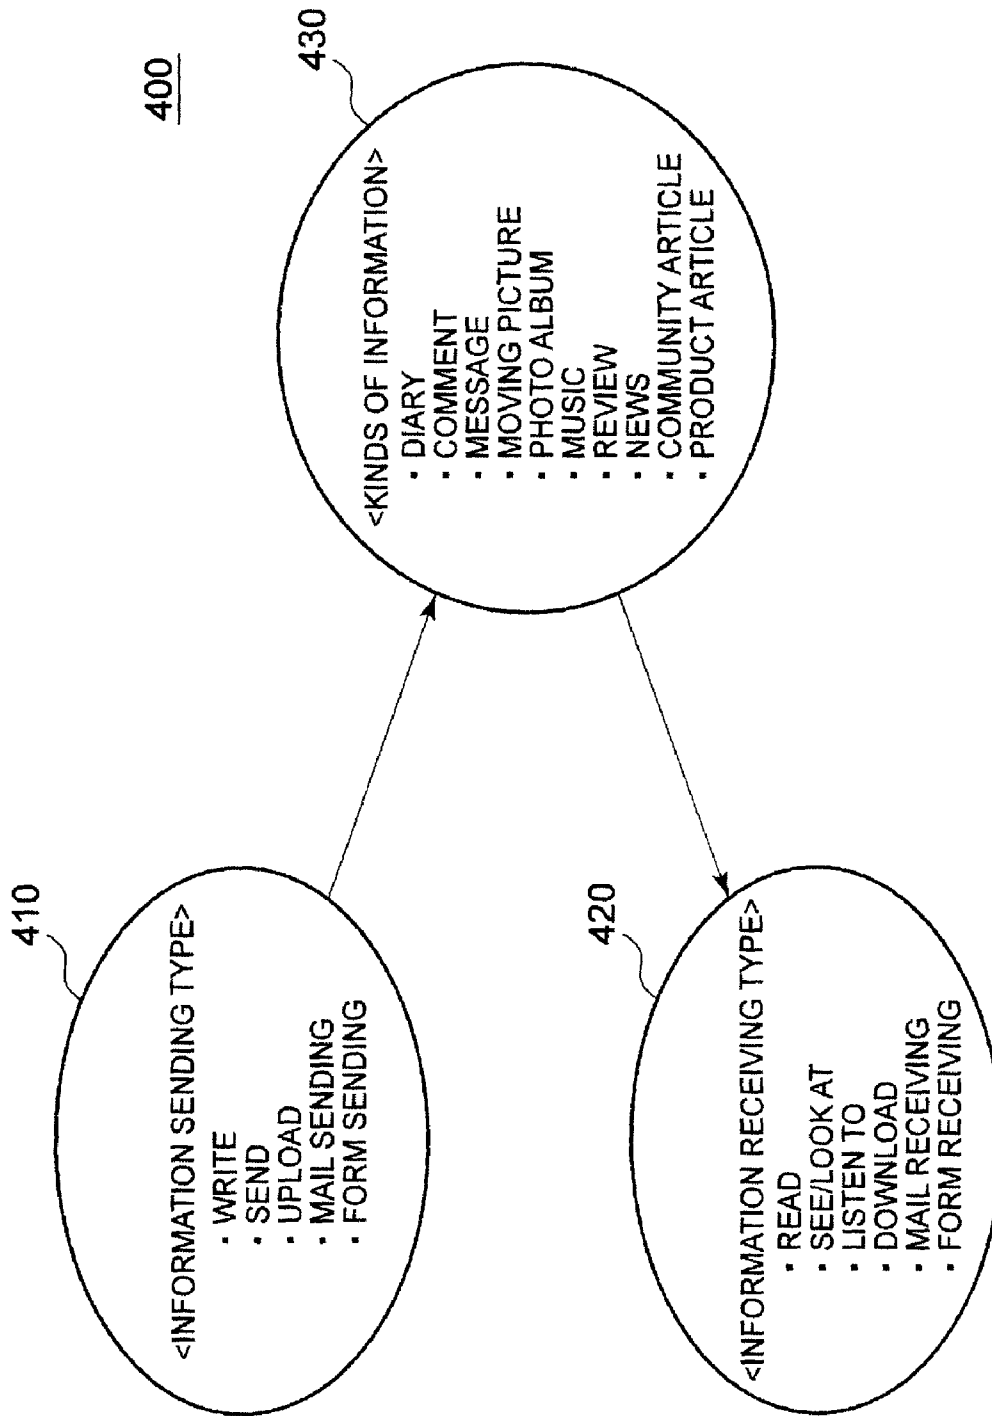 400
410
<INFORMATION SENDING TYPE>
• WRITE
• SEND
• UPLOAD
• MAIL SENDING
• FORM SENDING
430
<KINDS OF INFORMATION>
• DIARY
• COMMENT
• MESSAGE
• MOVING PICTURE
• PHOTO ALBUM
• MUSIC
• REVIEW
• NEWS
• COMMUNITY ARTICLE
• PRODUCT ARTICLE
420
<INFORMATION RECEIVING TYPE>
• READ
• SEE/LOOK AT
• LISTEN TO
• DOWNLOAD
• MAIL RECEIVING
• FORM RECEIVING